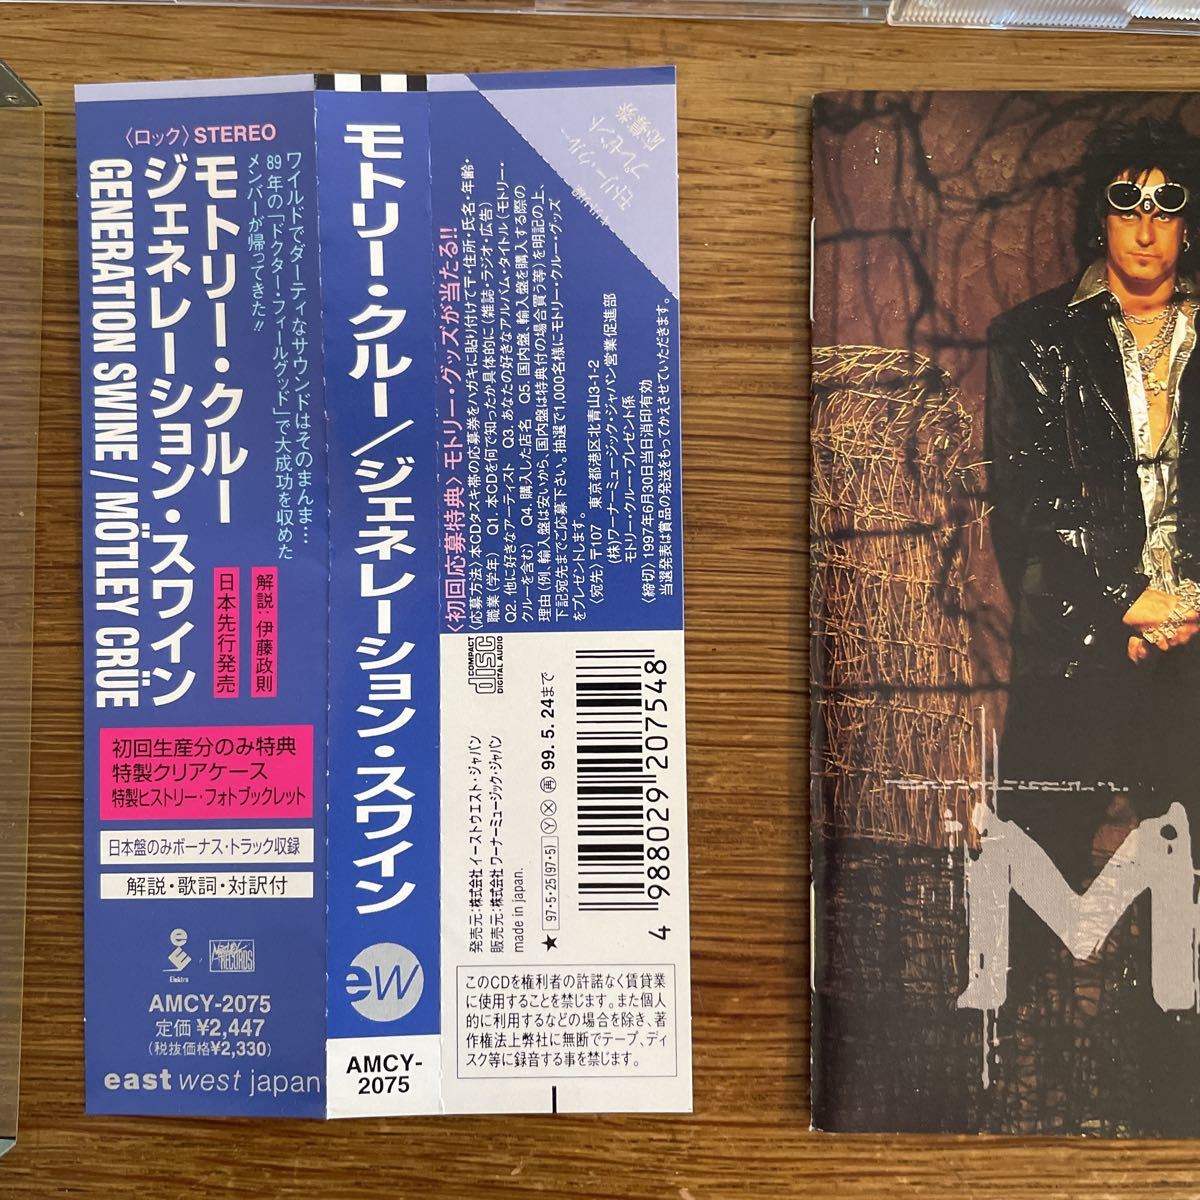 〈ロック〉STEREO
ワイルドでダーティなサウンドはそのまんま…
89年の「ドクター・フィールグッド」で大成功を収めた
メンバーが帰ってきた!!
モトリー・クルー
ジェネレーション・スワイン
GENERATION SWINE / MÖTLEY CRÜE
解説：伊藤政則
日本先行発売
初回生産分のみ特典
特製クリアケース
特製ヒストリー・フォトブックレット
日本盤のみボーナス・トラック収録
解説・歌詞・対訳付
Elektra
Mötley
RECORDS
AMCY-2075
定価 ¥2,447
(税抜価格¥2,330)
east west japan
モトリー・クルー/ジェネレーション・スワイン
ew
AMCY-
2075
モトリー・クルー
プレゼント
応募券
〈初回応募特典〉モトリー・グッズが当たる!!
〈応募方法〉本CDタスキ帯の応募券をハガキに貼り付けて〒・住所・氏名・年齢・
職業(学年) Q1. 本CDを何で知ったか具体的に(雑誌・ラジオ・広告)
Q2. 他に好きなアーティスト Q3. あなたの好きなアルバム・タイトル(モトリー・
クルーを含む) Q4. 購入した店名 Q5. 国内盤、輸入盤を購入する際の
理由(例、輸入盤は安いから、国内盤は特典付の場合買う等)を明記の上、
下記宛先までご応募下さい。抽選で1,000名様にモトリー・クルー・グッズ
をプレゼントします。
〈宛先〉〒107 東京都港区北青山3-1-2
(株)ワーナーミュージック・ジャパン営業促進部
モトリー・クルー・プレゼント係
〈締切〉1997年6月30日当日消印有効
当選発表は賞品の発送をもってかえさせていただきます。
COMPACT
disc
DIGITAL AUDIO
発売元：株式会社 イーストウエスト・ジャパン
販売元：株式会社 ワーナーミュージック・ジャパン
made in japan.
★ 97・5・25(97・5) Ⓨ Ⓧ 再 99. 5. 24まで
4 988029 207548
このCDを権利者の許諾なく賃貸業
に使用することを禁じます。また個人
的に利用するなどの場合を除き、著
作権法上弊社に無断でテープ、ディ
スク等に録音する事を禁じます。
6
M